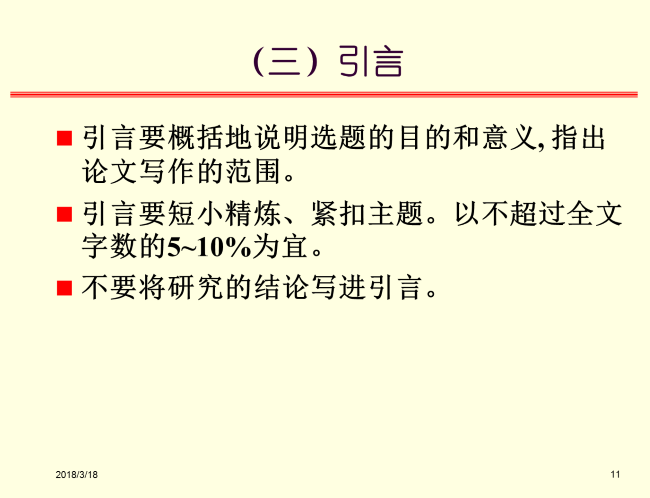 （三）引言
引言要概括地说明选题的目的和意义, 指出
论文写作的范围。
引言要短小精炼、紧扣主题。以不超过全文
字数的5~10%为宜。
不要将研究的结论写进引言。
2018/3/18
11